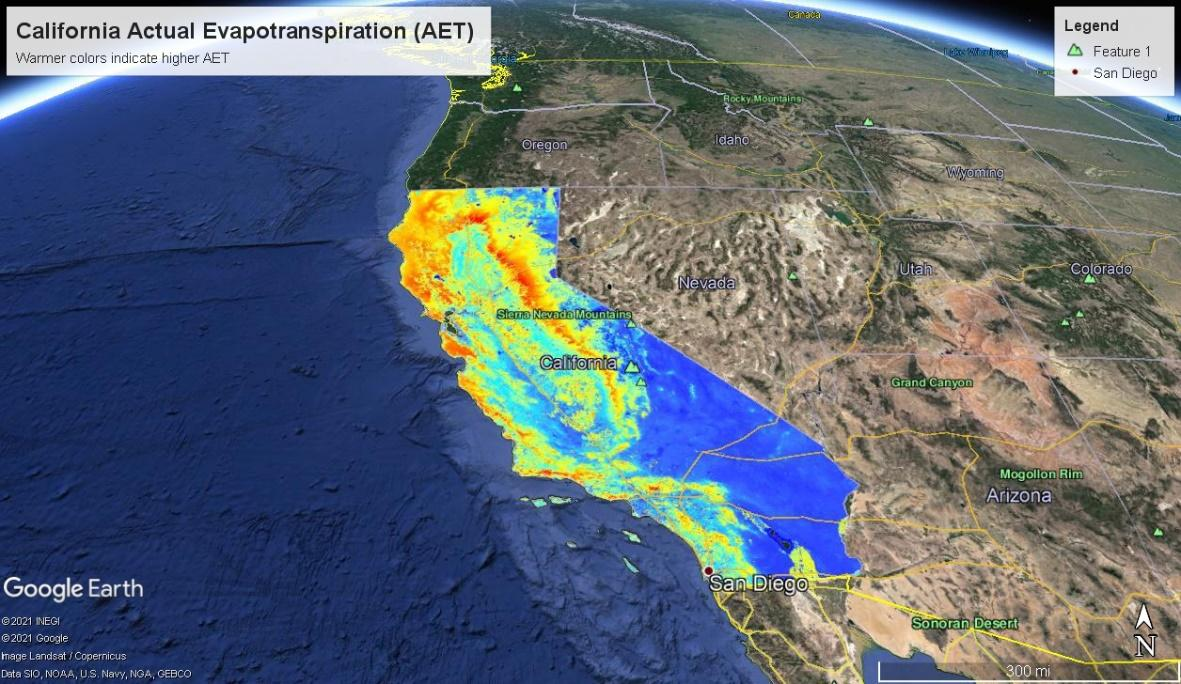 California Actual Evapotranspiration (AET)
Warmer colors indicate higher AET
Legend
Feature 1
San Diego
Canada
Lake Winnipeg
Rocky Mountains
Oregon
Idaho
Wyoming
Nevada
Utah
Colorado
Sierra Nevada Mountains
California
Grand Canyon
Mogollon Rim
Arizona
San Diego
Sonoran Desert
Google Earth
©2021 INEGI
©2021 Google
Image Landsat / Copernicus
Data SIO, NOAA, U.S. Navy, NGA, GEBCO
N
300 mi